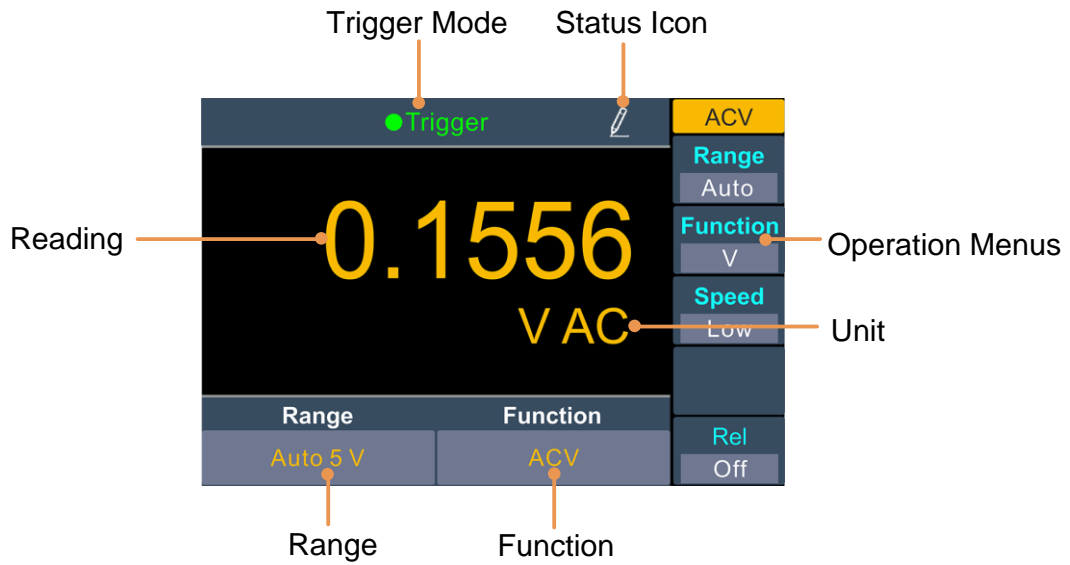 Trigger Mode
Status Icon
Trigger
ACV
Range
Auto
Function
V
Speed
Low
Rel
Off
Reading
0.1556
V AC
Operation Menus
Unit
Range
Function
Auto 5 V
ACV
Range
Function